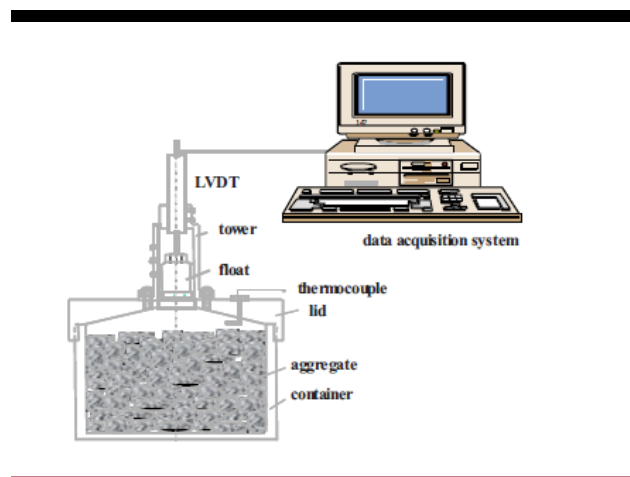 LVDT
tower
data acquisition system
float
thermocouple
lid
aggregate
container